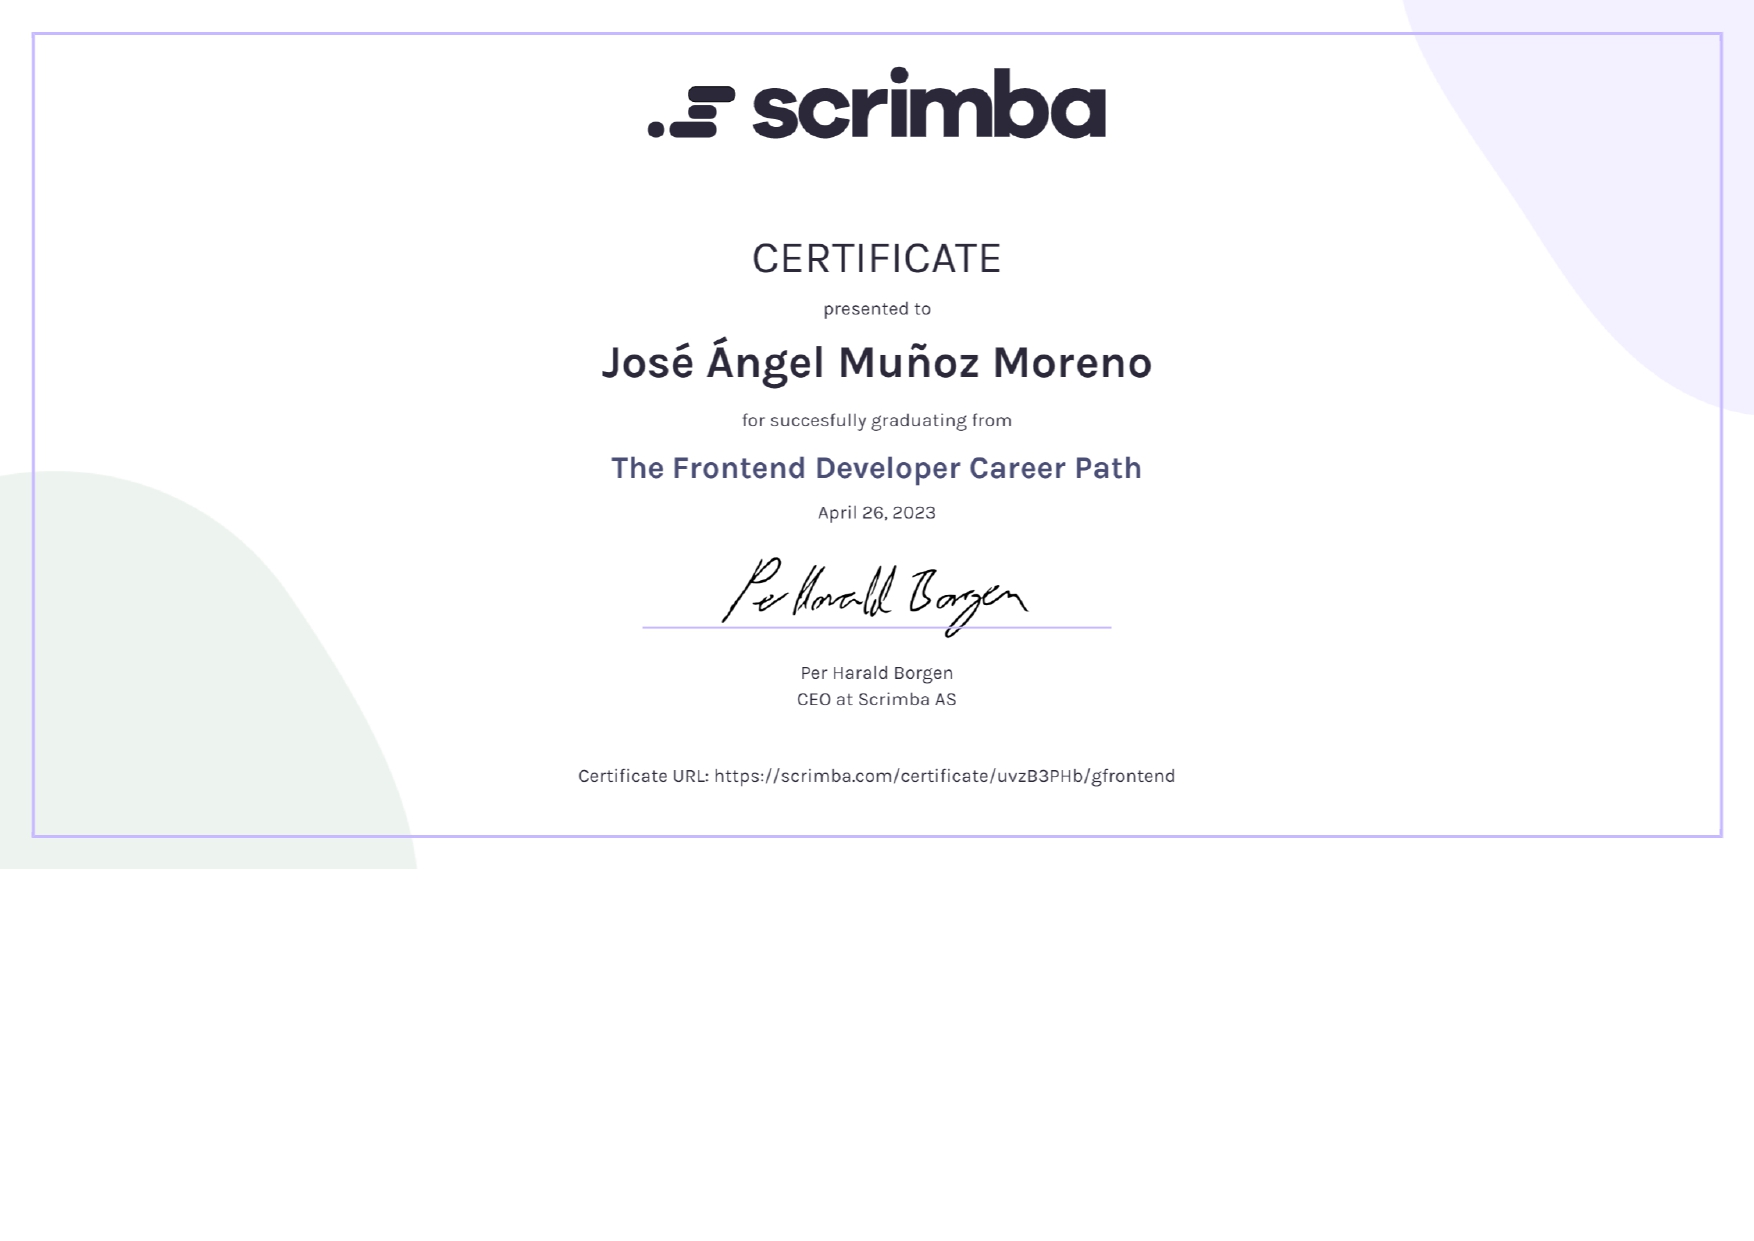 scrimba
CERTIFICATE
presented to
José Ángel Muñoz Moreno
for succesfully graduating from
The Frontend Developer Career Path
April 26, 2023
Per Harald Borgen
Per Harald Borgen
CEO at Scrimba AS
Certificate URL: https://scrimba.com/certificate/uvzB3PHb/gfrontend